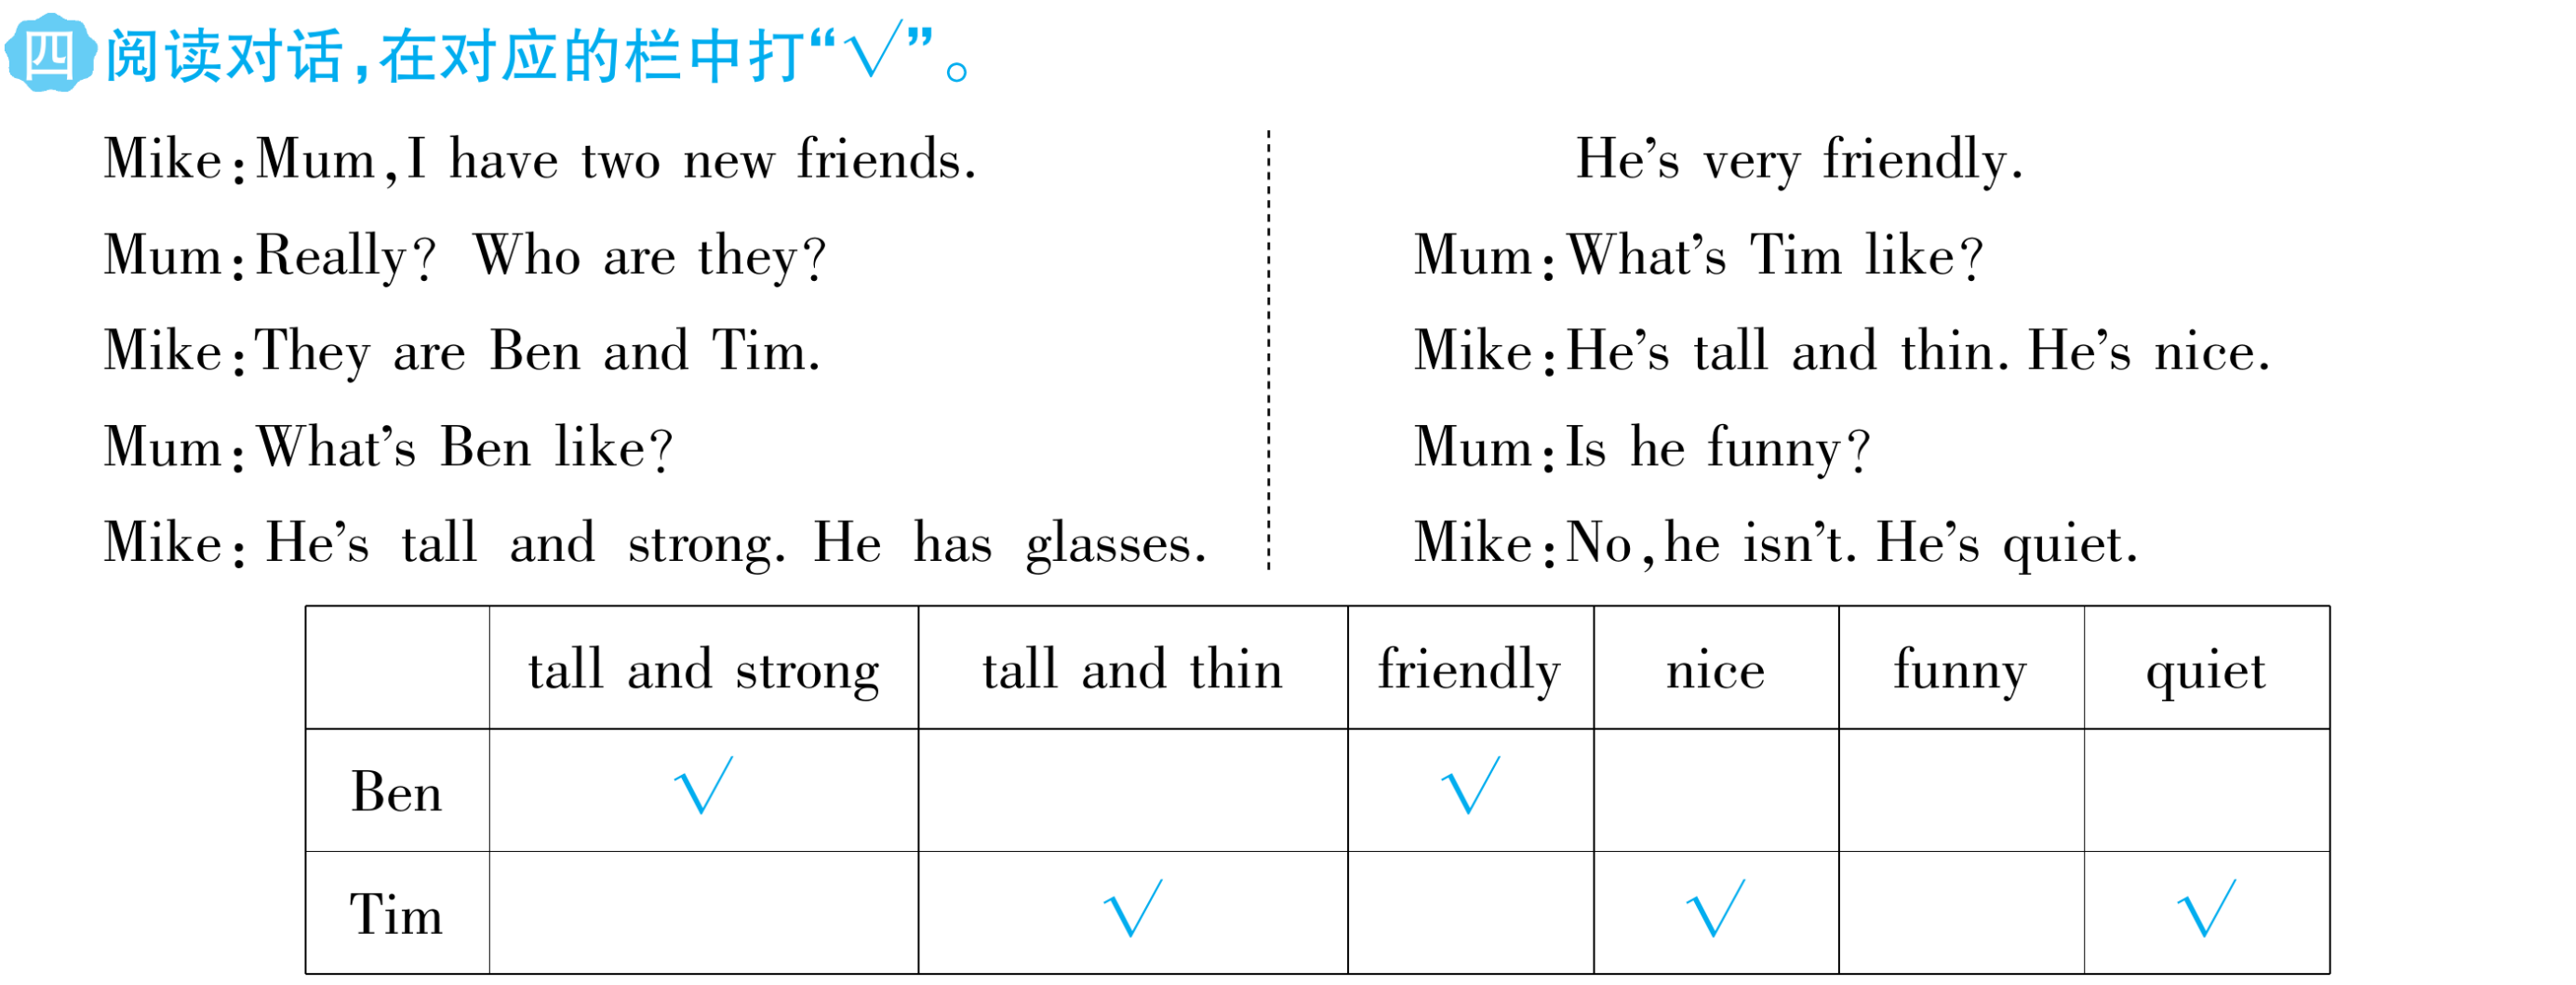 四 阅读对话,在对应的栏中打“√”。
Mike:Mum,I have two new friends.
Mum:Really? Who are they?
Mike:They are Ben and Tim.
Mum:What’s Ben like?
Mike: He’s tall and strong. He has glasses.
He’s very friendly.
Mum:What’s Tim like?
Mike:He’s tall and thin. He’s nice.
Mum:Is he funny?
Mike:No,he isn’t. He’s quiet.
tall and strong tall and thin friendly nice funny quiet
Ben √ √
Tim √ √ √